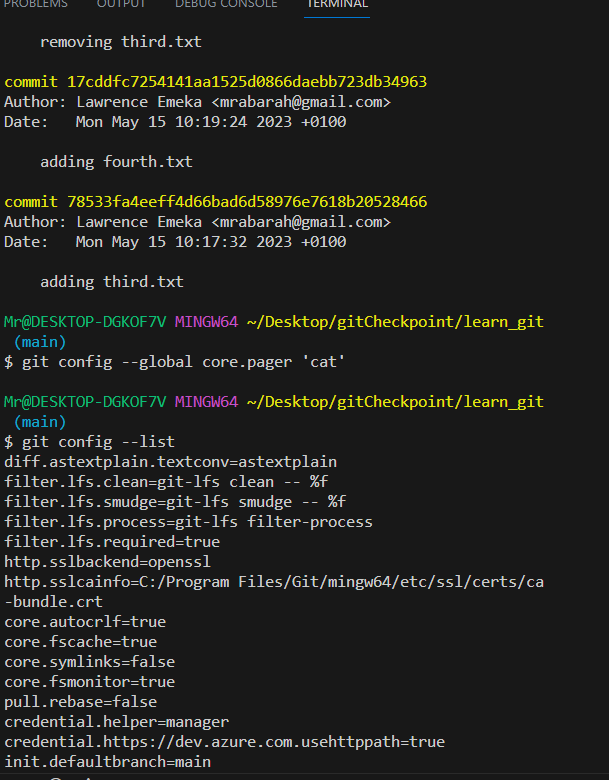 PROBLEMS OUTPUT DEBUG CONSOLE TERMINAL
removing third.txt
commit 17cddfc7254141aa1525d0866daebb723db34963
Author: Lawrence Emeka <mrabarah@gmail.com>
Date:   Mon May 15 10:19:24 2023 +0100
adding fourth.txt
commit 78533fa4eeff4d66bad6d58976e7618b20528466
Author: Lawrence Emeka <mrabarah@gmail.com>
Date:   Mon May 15 10:17:32 2023 +0100
adding third.txt
Mr@DESKTOP-DGKOF7V MINGW64 ~/Desktop/gitCheckpoint/learn_git
(main)
$ git config --global core.pager 'cat'
Mr@DESKTOP-DGKOF7V MINGW64 ~/Desktop/gitCheckpoint/learn_git
(main)
$ git config --list
diff.astextplain.textconv=astextplain
filter.lfs.clean=git-lfs clean -- %f
filter.lfs.smudge=git-lfs smudge -- %f
filter.lfs.process=git-lfs filter-process
filter.lfs.required=true
http.sslbackend=openssl
http.sslcainfo=C:/Program Files/Git/mingw64/etc/ssl/certs/ca
-bundle.crt
core.autocrlf=true
core.fscache=true
core.symlinks=false
core.fsmonitor=true
pull.rebase=false
credential.helper=manager
credential.https://dev.azure.com.usehttppath=true
init.defaultbranch=main